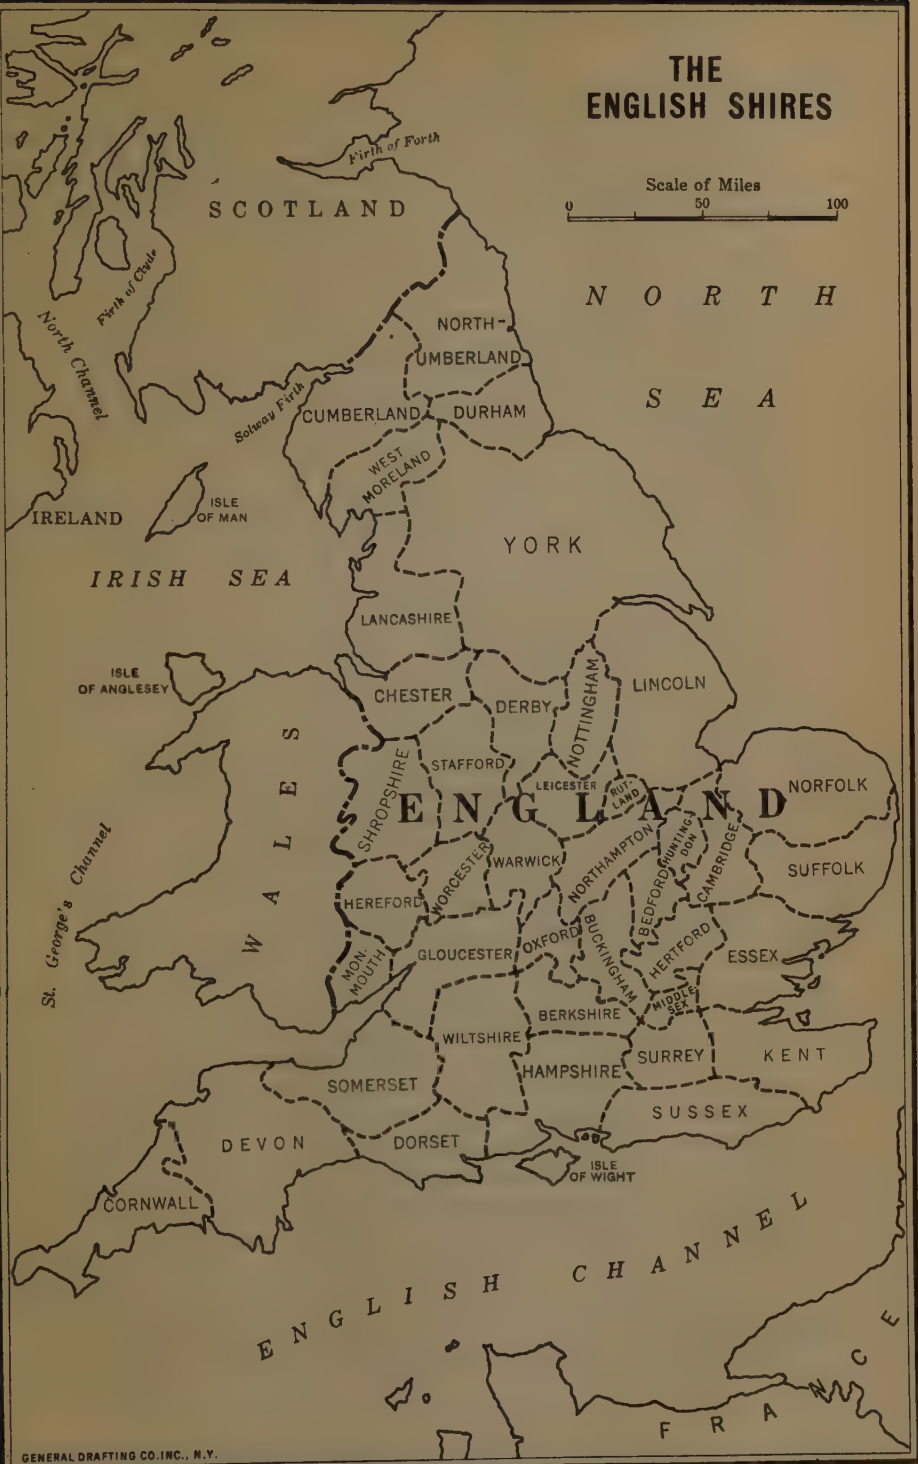 THE
ENGLISH SHIRES
Scale of Miles
0 50 100
Firth of Forth
SCOTLAND
Firth of Clyde
North Channel
NORTH
SEA
NORTH-
UMBERLAND
Solway Firth
CUMBERLAND
DURHAM
WEST
MORELAND
ISLE
OF MAN
IRELAND
YORK
IRISH SEA
LANCASHIRE
ISLE
OF ANGLESEY
CHESTER
DERBY
NOTTINGHAM
LINCOLN
WALES
SHROPSHIRE
STAFFORD
LEICESTER
RUT-
LAND
NORFOLK
ENGLAND
St. George's Channel
HEREFORD
WORCESTER
WARWICK
NORTHAMPTON
HUNTING-
DON
CAMBRIDGE
SUFFOLK
BEDFORD
MON-
MOUTH
GLOUCESTER
OXFORD
BUCKINGHAM
HERTFORD
ESSEX
MIDDLE
SEX
BERKSHIRE
WILTSHIRE
HAMPSHIRE
SURREY
KENT
SOMERSET
SUSSEX
DEVON
DORSET
ISLE
OF WIGHT
CORNWALL
ENGLISH CHANNEL
FRANCE
GENERAL DRAFTING CO. INC., N.Y.